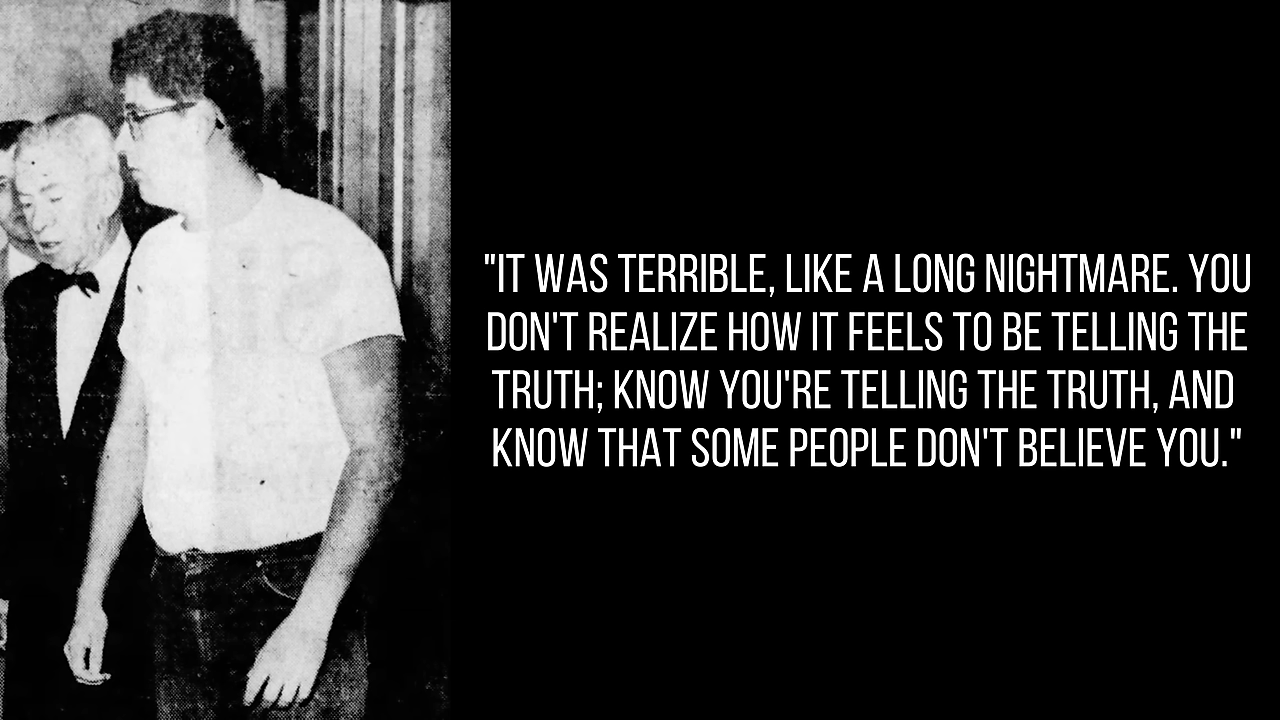 "IT WAS TERRIBLE, LIKE A LONG NIGHTMARE. YOU
DON'T REALIZE HOW IT FEELS TO BE TELLING THE
TRUTH; KNOW YOU'RE TELLING THE TRUTH, AND
KNOW THAT SOME PEOPLE DON'T BELIEVE YOU."